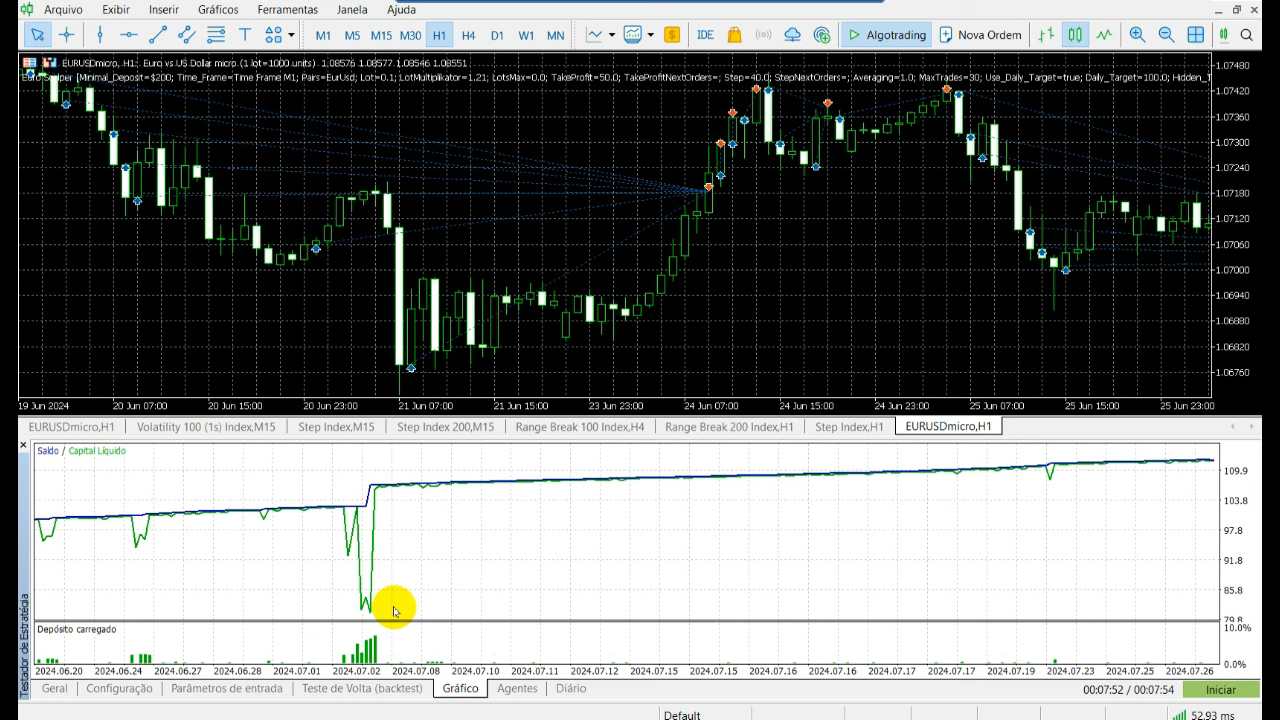 Arquivo Exibir Inserir Gráficos Ferramentas Janela Ajuda
M1 M5 M15 M30 H1 H4 D1 W1 MN IDE Algotrading Nova Ordem
EURUSDmicro, H1: Euro vs US Dollar micro (1 lot=1000 units) 1.08576 1.08577 1.08546 1.08551
[Minimal_Deposit=$200; Time_Frame=Time Frame M1; Pairs=EurUsd; Lot=0.1; LotMultiplikator=1.21; LotsMax=0.0; TakeProfit=50.0; TakeProfitNextOrders=; Step=40.0; StepNextOrders=; Averaging=1.0; MaxTrades=30; Use_Daily_Target=true; Daily_Target=100.0; Hidden_T
1.07480
1.07420
1.07360
1.07300
1.07240
1.07180
1.07120
1.07060
1.07000
1.06940
1.06880
1.06820
1.06760
19 Jun 2024 20 Jun 07:00 20 Jun 15:00 20 Jun 23:00 21 Jun 07:00 21 Jun 15:00 23 Jun 23:00 24 Jun 07:00 24 Jun 15:00 24 Jun 23:00 25 Jun 07:00 25 Jun 15:00 25 Jun 23:00
EURUSDmicro,H1 Volatility 100 (1s) Index,M15 Step Index,M15 Step Index 200,M15 Range Break 100 Index,H4 Range Break 200 Index,H1 Step Index,H1 EURUSDmicro,H1
Saldo / Capital Líquido
109.9
103.8
97.8
91.8
85.8
79.8
Depósito carregado
10.0%
0.0%
2024.06.20 2024.06.24 2024.06.27 2024.06.28 2024.07.02 2024.07.08 2024.07.10 2024.07.11 2024.07.12 2024.07.15 2024.07.16 2024.07.17 2024.07.19 2024.07.23 2024.07.25 2024.07.26
Testador de Estratégia
Geral Configuração Parâmetros de entrada Teste de Volta (backtest) Gráfico Agentes Diário 00:07:52 / 00:07:54 Iniciar
Default 52.93 ms